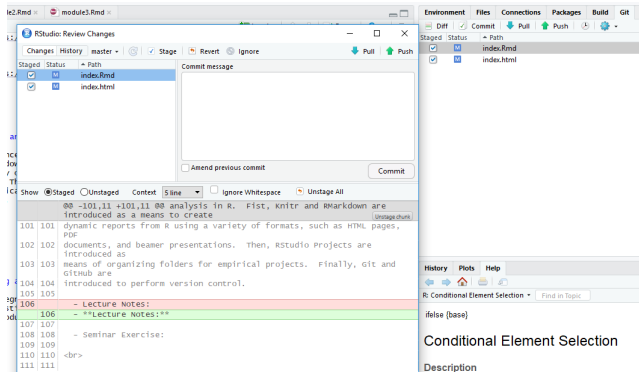 le2.Rmd
module3.Rmd
Environment Files Connections Packages Build Git
Diff Commit Pull Push
Staged Status Path
index.Rmd
index.html
RStudio: Review Changes
Changes History master Stage Revert Ignore Pull Push
Staged Status Path Commit message
M index.Rmd
M index.html
Amend previous commit Commit
Show Staged Unstaged Context 5 line Ignore Whitespace Unstage All
@@ -101,11 +101,11 @@ analysis in R. Fist, Knitr and RMarkdown are
introduced as a means to create Unstage chunk
101 101 dynamic reports from R using a variety of formats, such as HTML pages,
PDF
102 102 documents, and beamer presentations. Then, RStudio Projects are
introduced as
103 103 means of organizing folders for empirical projects. Finally, Git and
GitHub are
104 104 introduced to perform version control.
105 105
106 - Lecture Notes:
106 - **Lecture Notes:**
107 107
108 108 - Seminar Exercise:
109 109
110 110 <br>
111 111
History Plots Help
R: Conditional Element Selection Find in Topic
ifelse {base}
Conditional Element Selection
Description